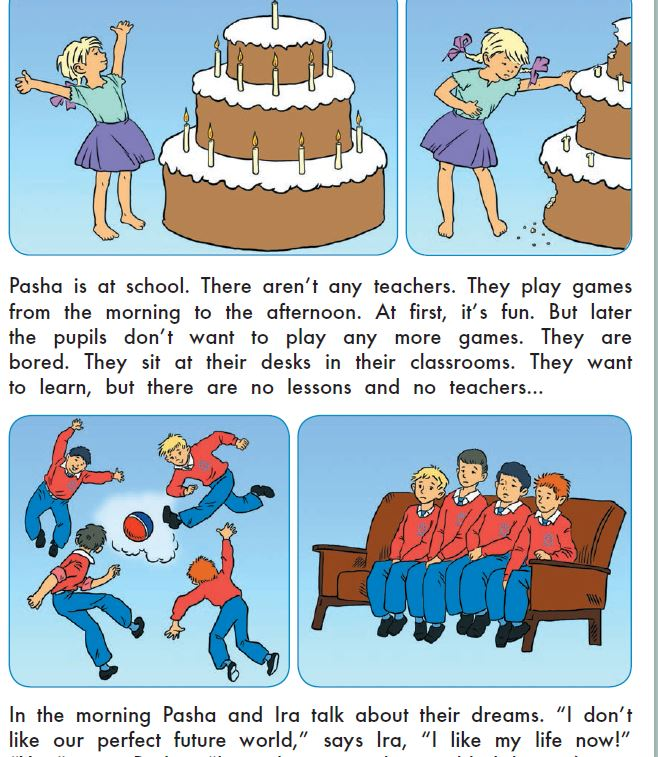 Pasha is at school. There aren’t any teachers. They play games
from the morning to the afternoon. At first, it’s fun. But later
the pupils don’t want to play any more games. They are
bored. They sit at their desks in their classrooms. They want
to learn, but there are no lessons and no teachers...
In the morning Pasha and Ira talk about their dreams. “I don’t
like our perfect future world,” says Ira, “I like my life now!”